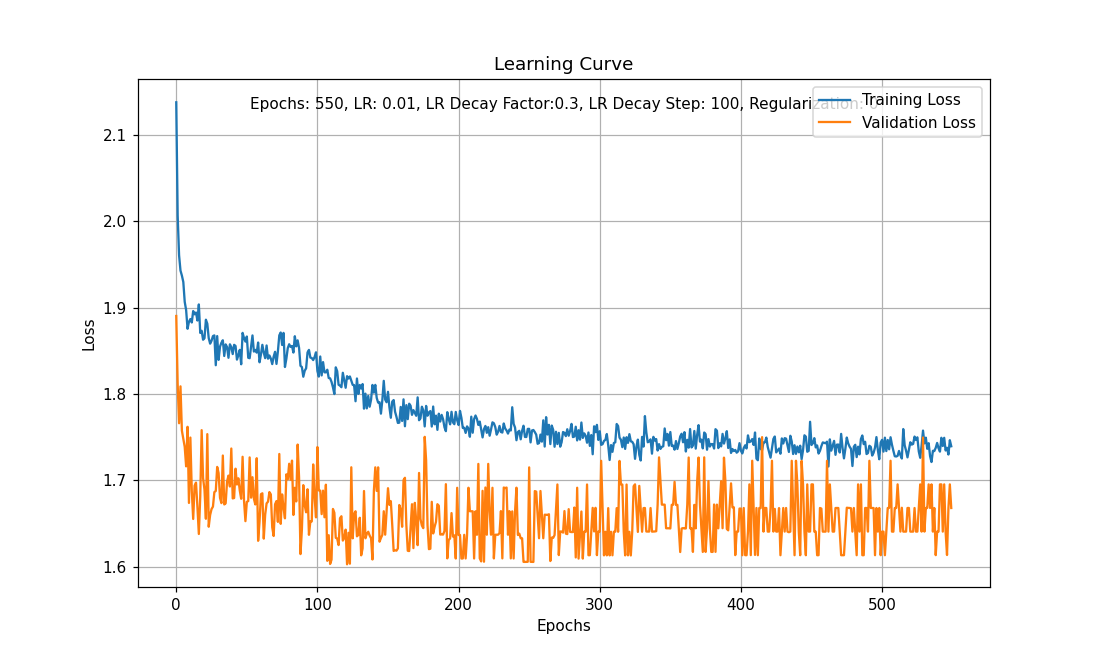 Learning Curve
Epochs: 550, LR: 0.01, LR Decay Factor:0.3, LR Decay Step: 100, Regularization: 0
Training Loss
Validation Loss
2.1
2.0
1.9
1.8
1.7
1.6
Loss
0 100 200 300 400 500
Epochs